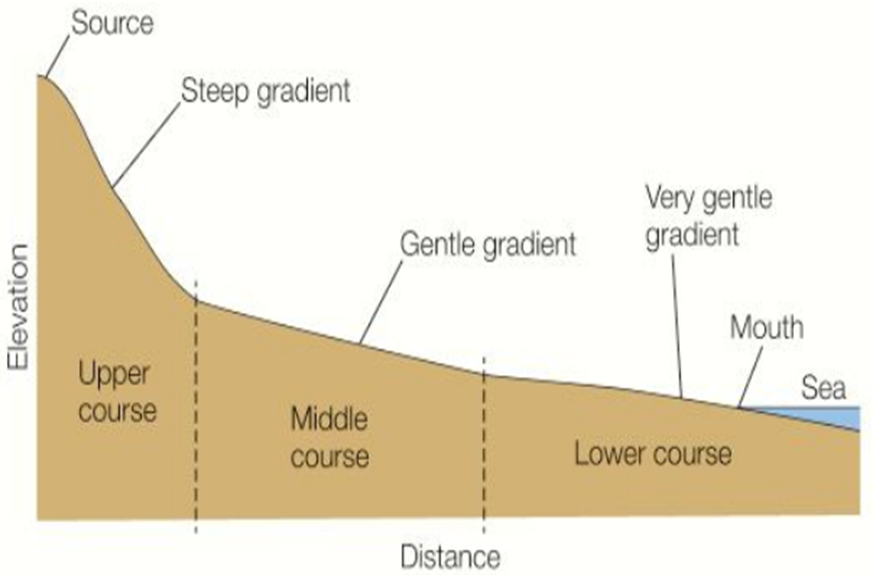 Source
Steep gradient
Very gentle
gradient
Gentle gradient
Mouth
Sea
Elevation
Upper
course
Middle
course
Lower course
Distance